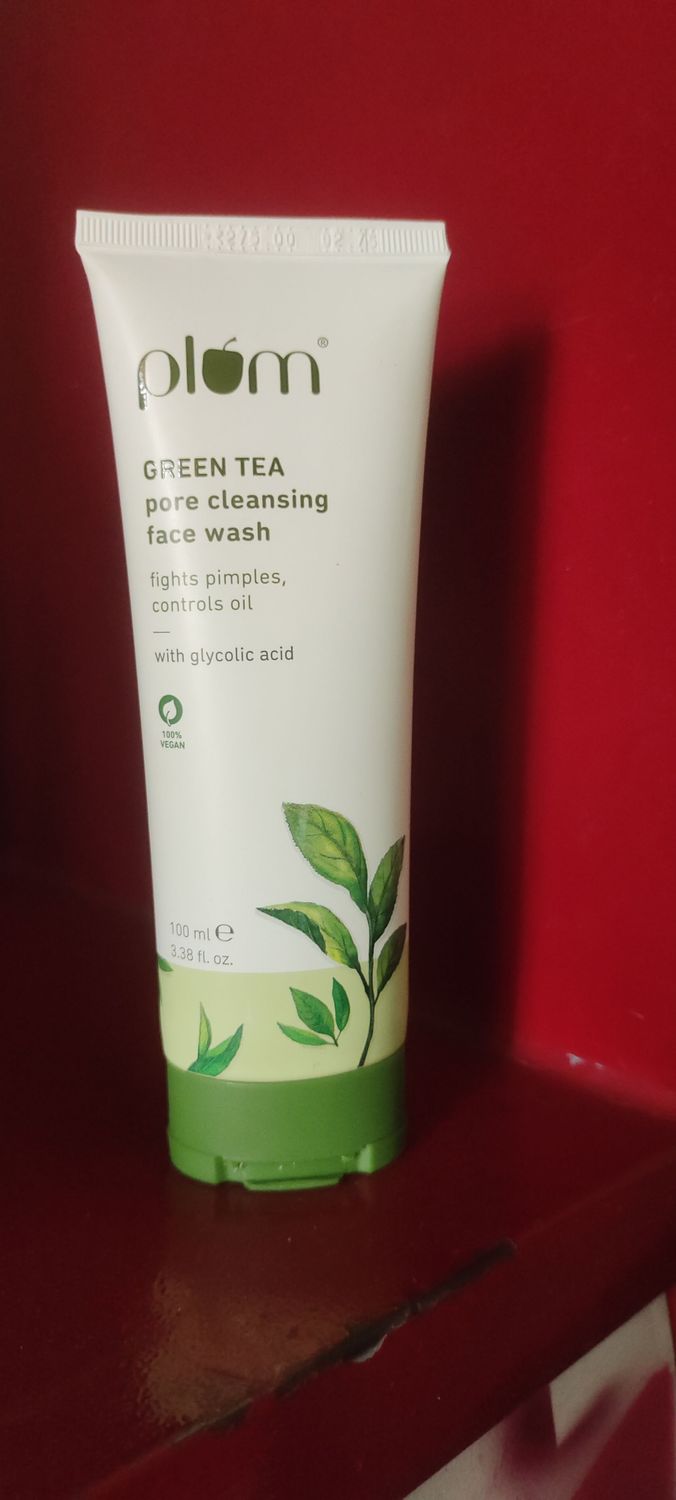 plum®
GREEN TEA
pore cleansing
face wash
fights pimples,
controls oil
with glycolic acid
100%
VEGAN
100 ml ℮
3.38 fl. oz.